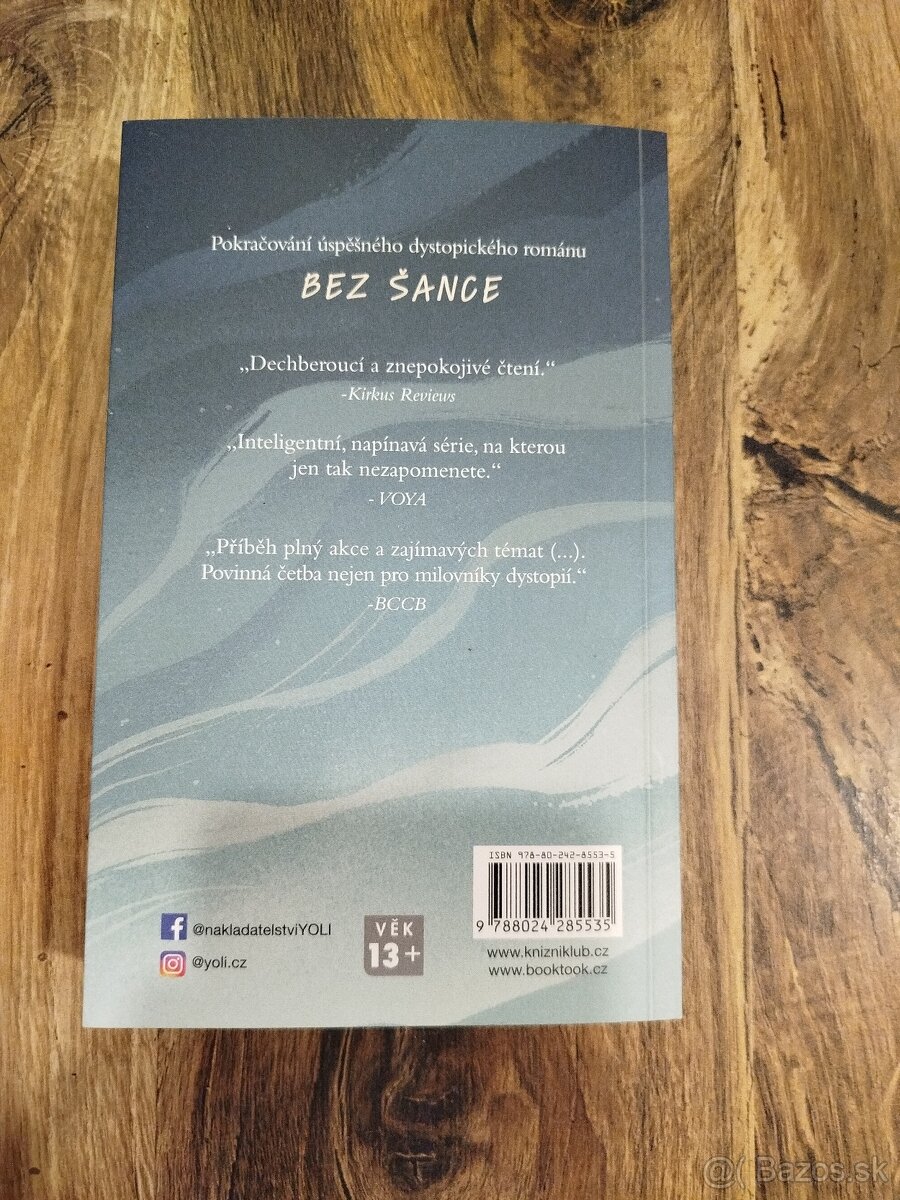 Pokračování úspěšného dystopického románu
BEZ ŠANCE
„Dechberoucí a znepokojivé čtení.“
-Kirkus Reviews
„Inteligentní, napínavá série, na kterou
jen tak nezapomenete.“
- VOYA
„Příběh plný akce a zajímavých témat (...).
Povinná četba nejen pro milovníky dystopií.“
-BCCB
ISBN 978-80-242-8553-5
9 788024 285535
@nakladatelstviYOLI
@yoli.cz
VĚK
13+
www.knizniklub.cz
www.booktook.cz
@( Bazos.sk